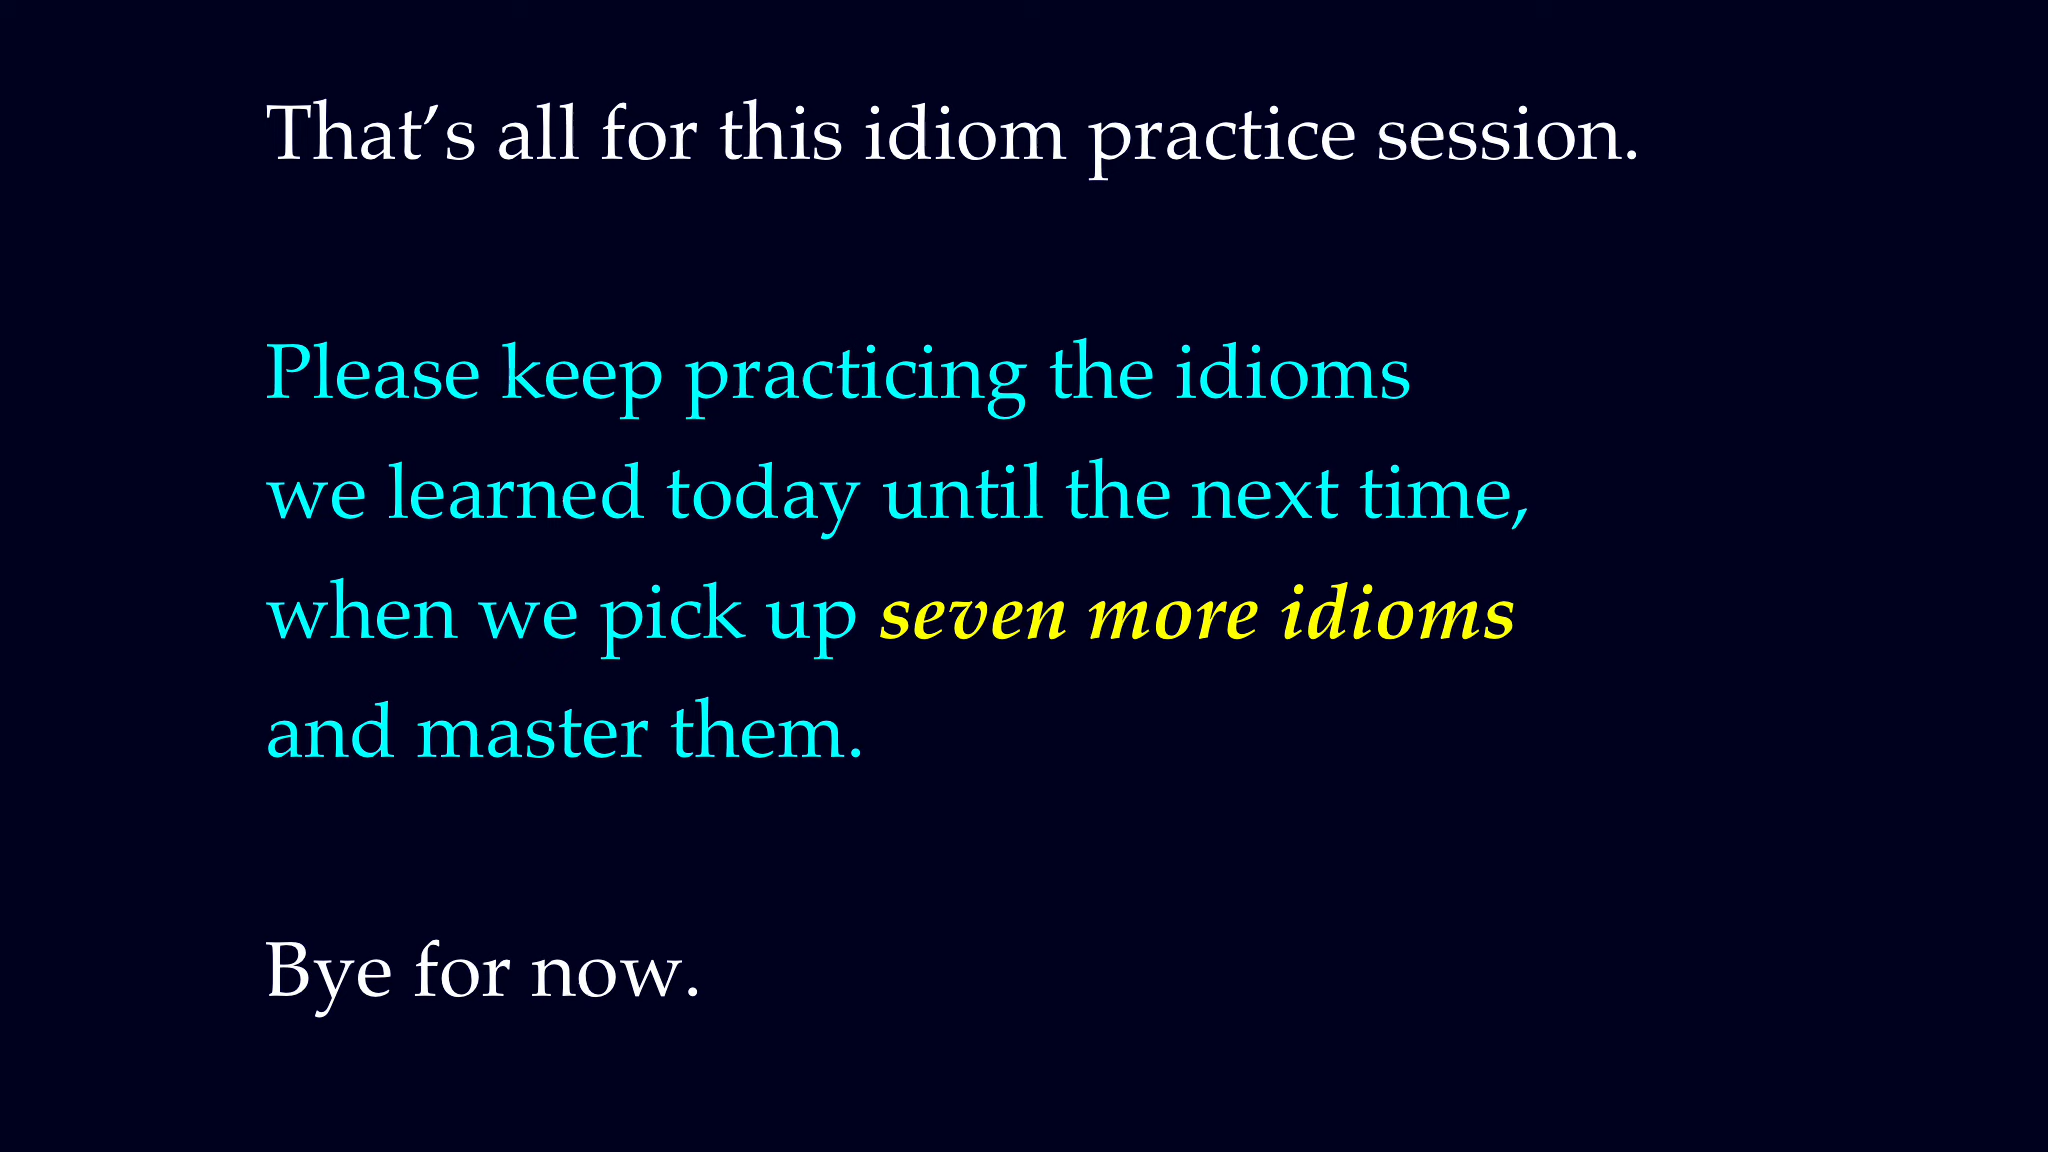 That’s all for this idiom practice session.
Please keep practicing the idioms
we learned today until the next time,
when we pick up seven more idioms
and master them.
Bye for now.